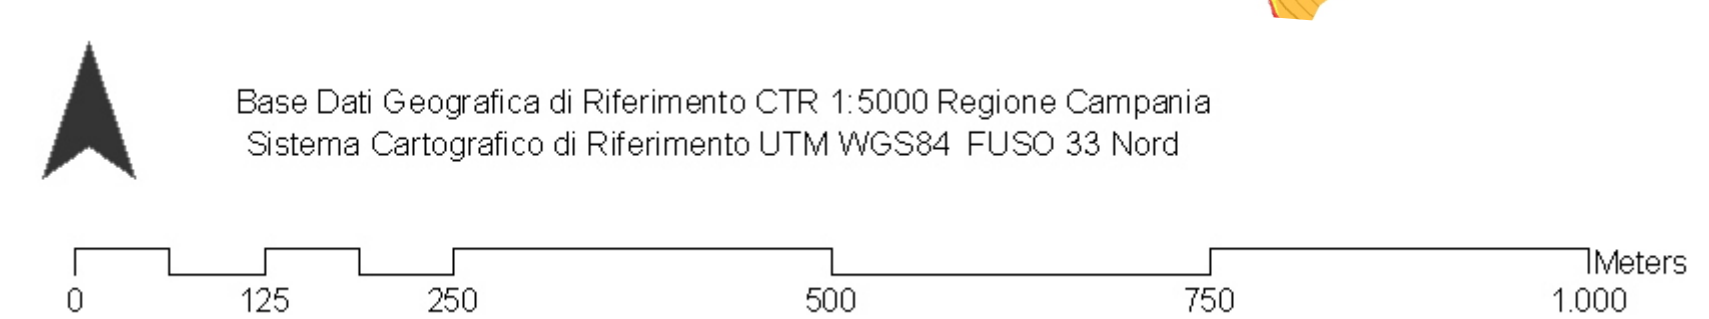 Base Dati Geografica di Riferimento CTR 1:5000 Regione Campania
Sistema Cartografico di Riferimento UTM WGS84 FUSO 33 Nord
Meters
0 125 250 500 750 1.000